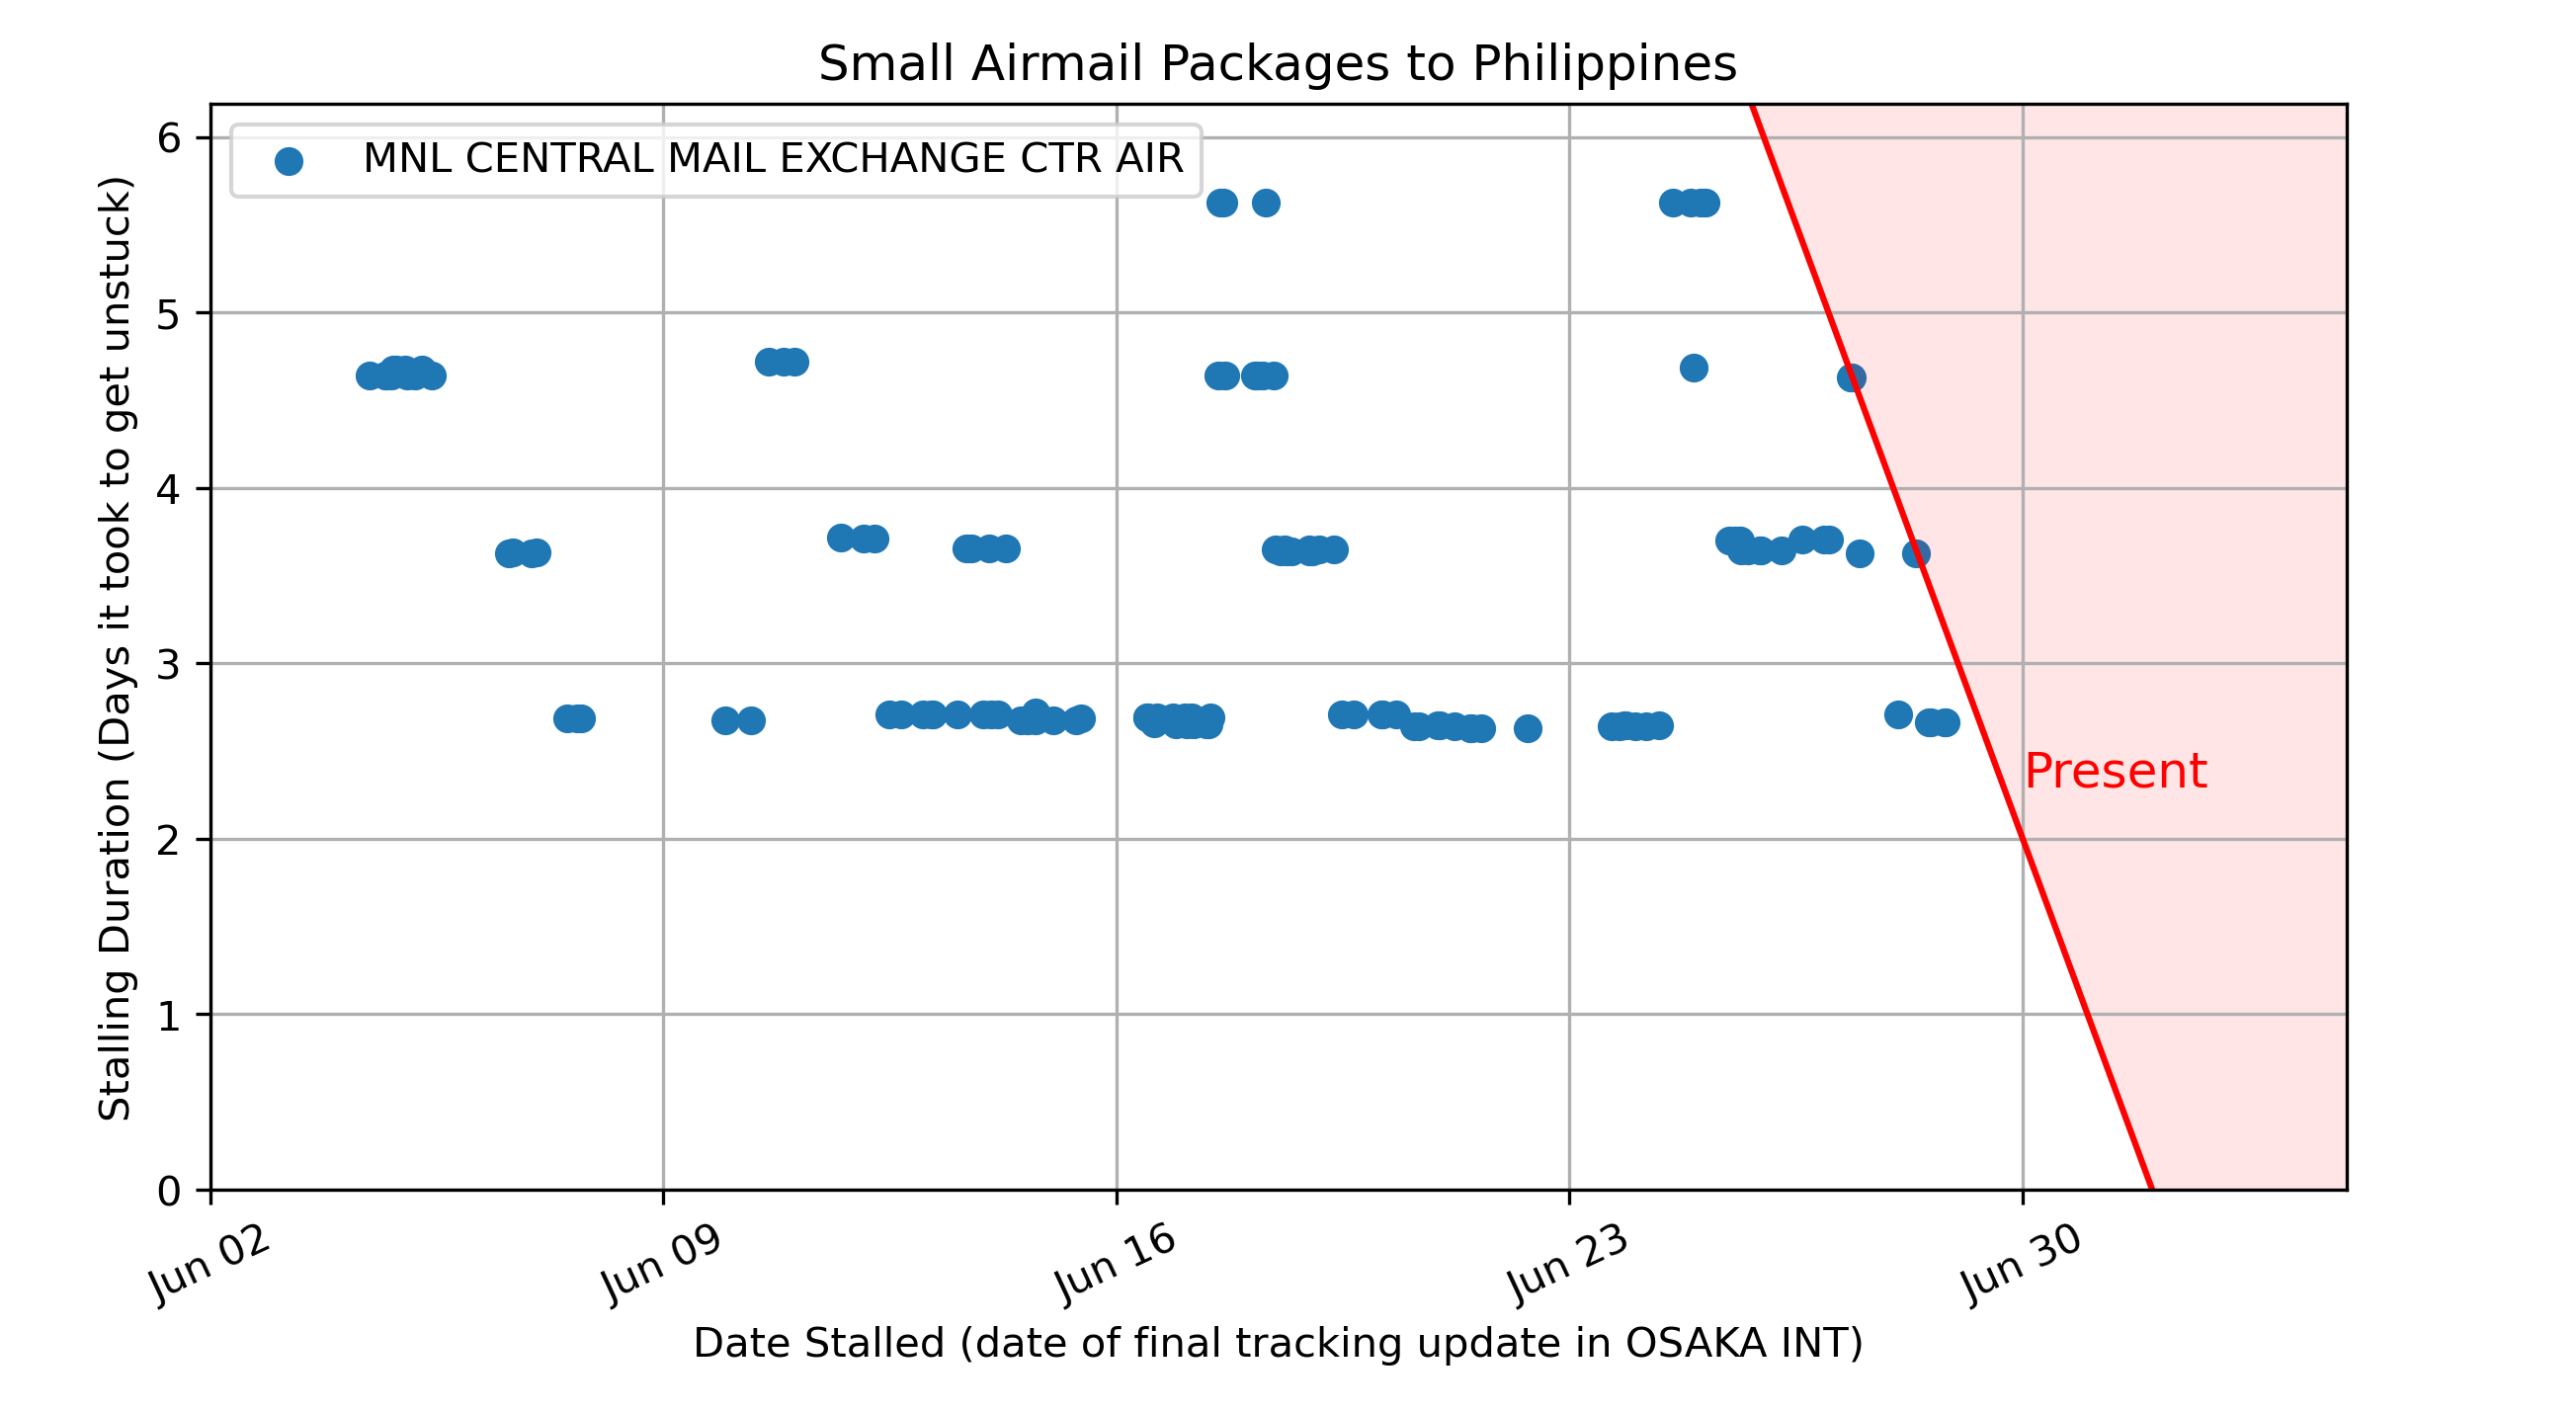 Small Airmail Packages to Philippines
MNL CENTRAL MAIL EXCHANGE CTR AIR
Stalling Duration (Days it took to get unstuck)
6
5
4
3
2
1
0
Present
Jun 02
Jun 09
Jun 16
Jun 23
Jun 30
Date Stalled (date of final tracking update in OSAKA INT)